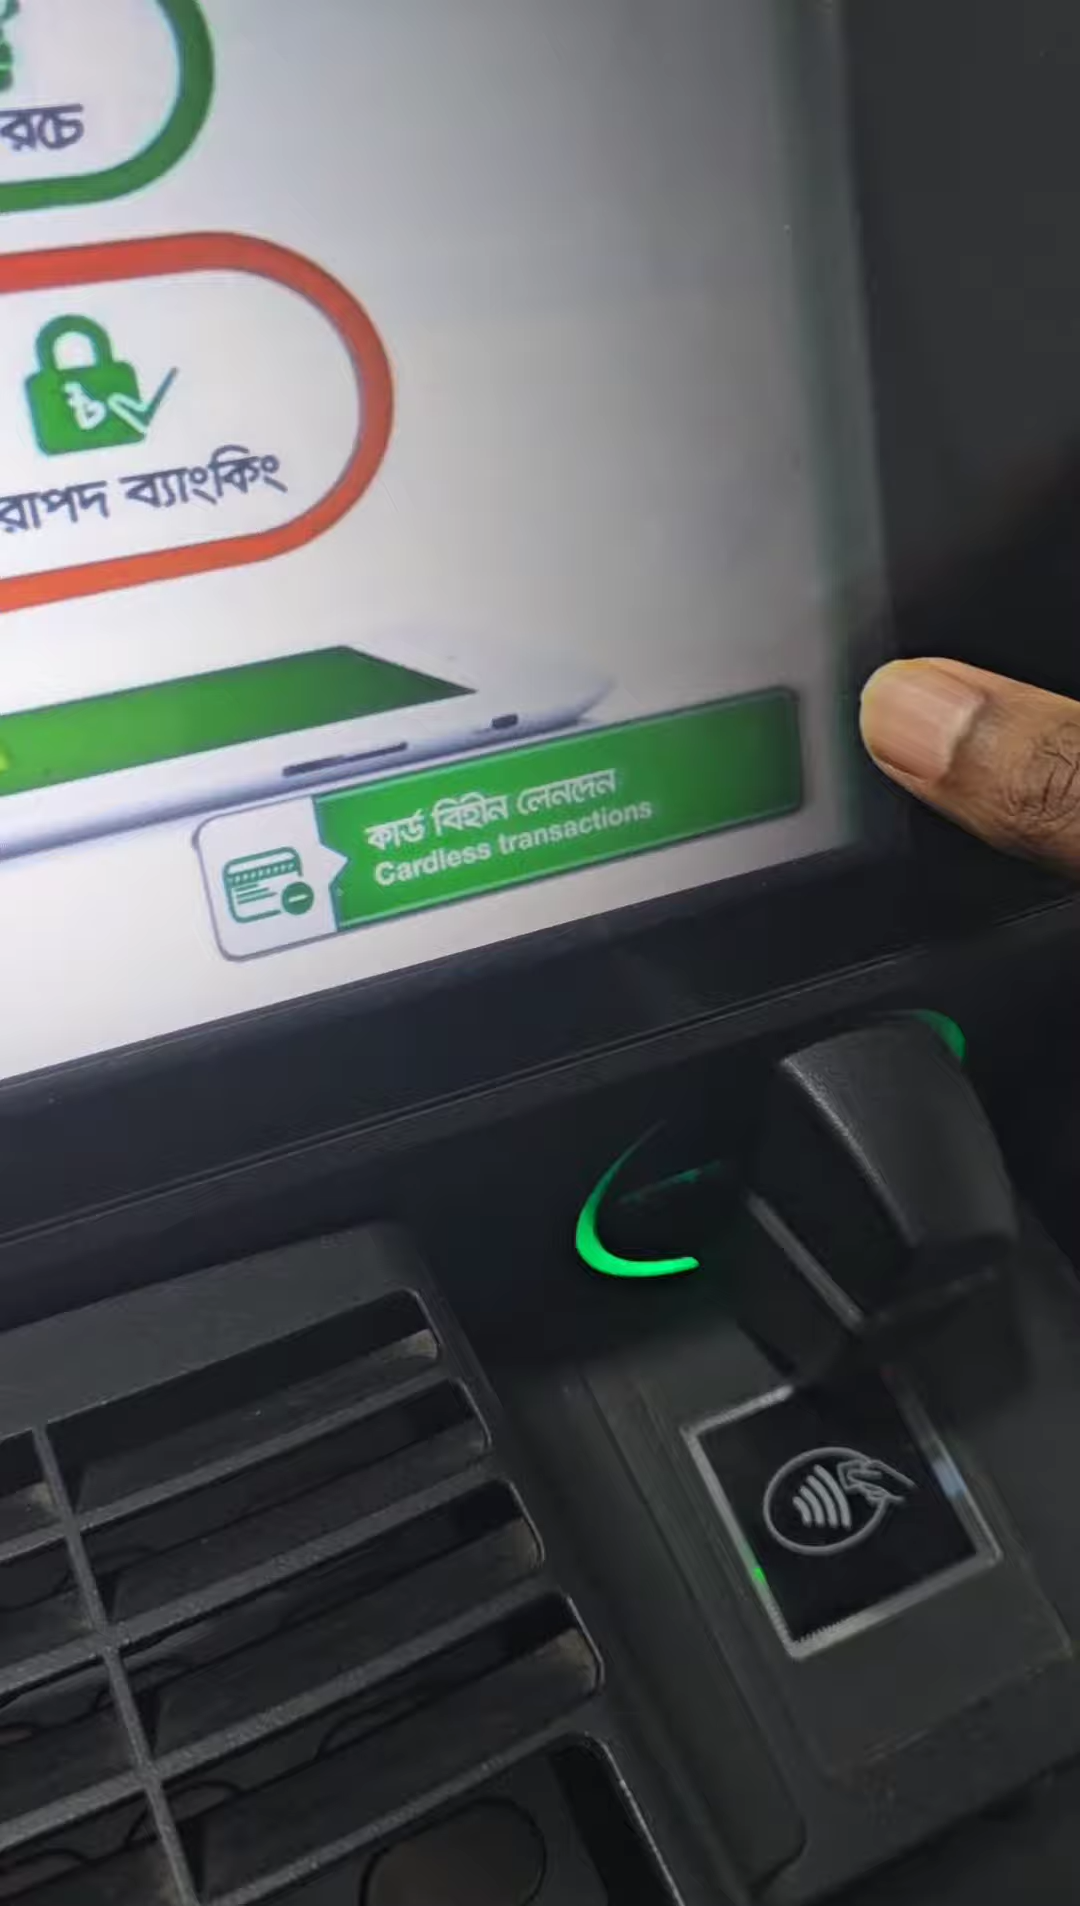 রচে
রাপদ ব্যাংকিং
কার্ড বিহীন লেনদেন
Cardless transactions